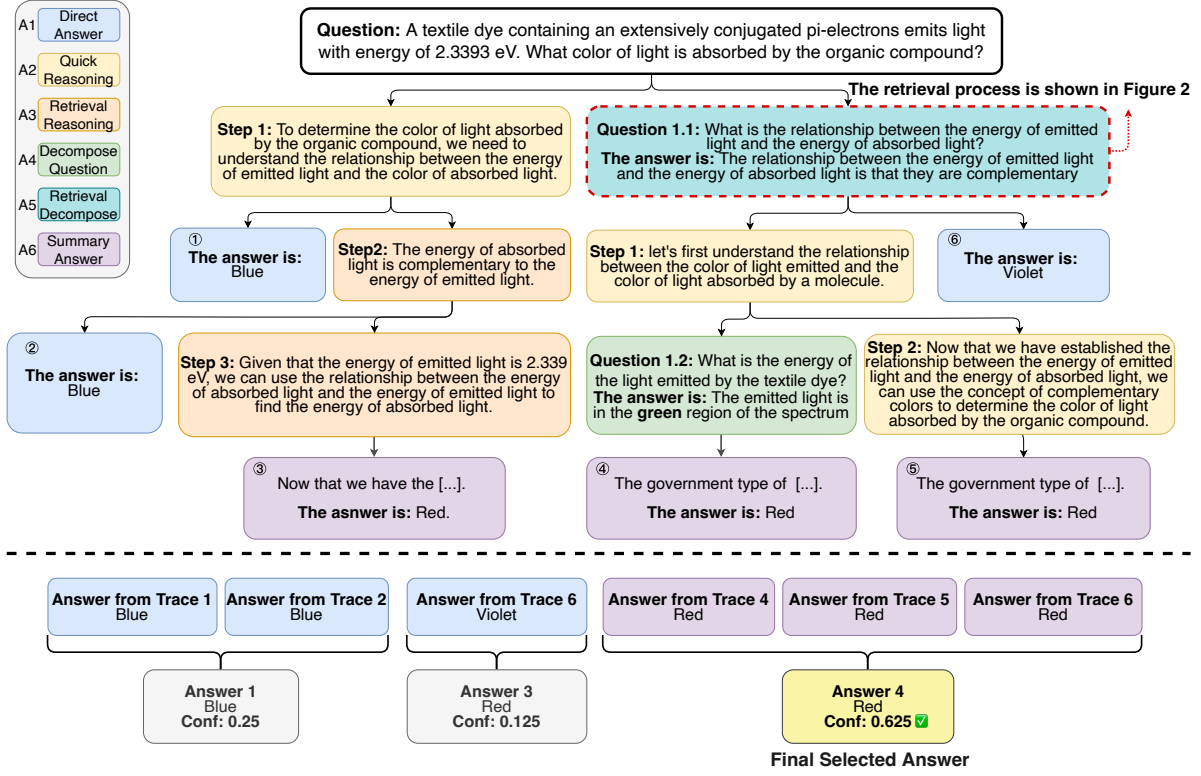 A1 Direct
Answer
A2 Quick
Reasoning
A3 Retrieval
Reasoning
A4 Decompose
Question
A5 Retrieval
Decompose
A6 Summary
Answer
Question: A textile dye containing an extensively conjugated pi-electrons emits light
with energy of 2.3393 eV. What color of light is absorbed by the organic compound?
The retrieval process is shown in Figure 2
Step 1: To determine the color of light absorbed
by the organic compound, we need to
understand the relationship between the energy
of emitted light and the color of absorbed light.
Question 1.1: What is the relationship between the energy of emitted
light and the energy of absorbed light?
The answer is: The relationship between the energy of emitted light
and the energy of absorbed light is that they are complementary
①
The answer is:
Blue
Step2: The energy of absorbed
light is complementary to the
energy of emitted light.
Step 1: let's first understand the relationship
between the color of light emitted and the
color of light absorbed by a molecule.
⑥
The answer is:
Violet
②
The answer is:
Blue
Step 3: Given that the energy of emitted light is 2.339
eV, we can use the relationship between the energy
of absorbed light and the energy of emitted light to
find the energy of absorbed light.
Question 1.2: What is the energy of
the light emitted by the textile dye?
The answer is: The emitted light is
in the green region of the spectrum
Step 2: Now that we have established the
relationship between the energy of emitted
light and the energy of absorbed light, we
can use the concept of complementary
colors to determine the color of light
absorbed by the organic compound.
③
Now that we have the [...].
The asnwer is: Red.
④
The government type of [...].
The answer is: Red
⑤
The government type of [...].
The answer is: Red
Answer from Trace 1
Blue
Answer from Trace 2
Blue
Answer from Trace 6
Violet
Answer from Trace 4
Red
Answer from Trace 5
Red
Answer from Trace 6
Red
Answer 1
Blue
Conf: 0.25
Answer 3
Red
Conf: 0.125
Answer 4
Red
Conf: 0.625 ✅
Final Selected Answer